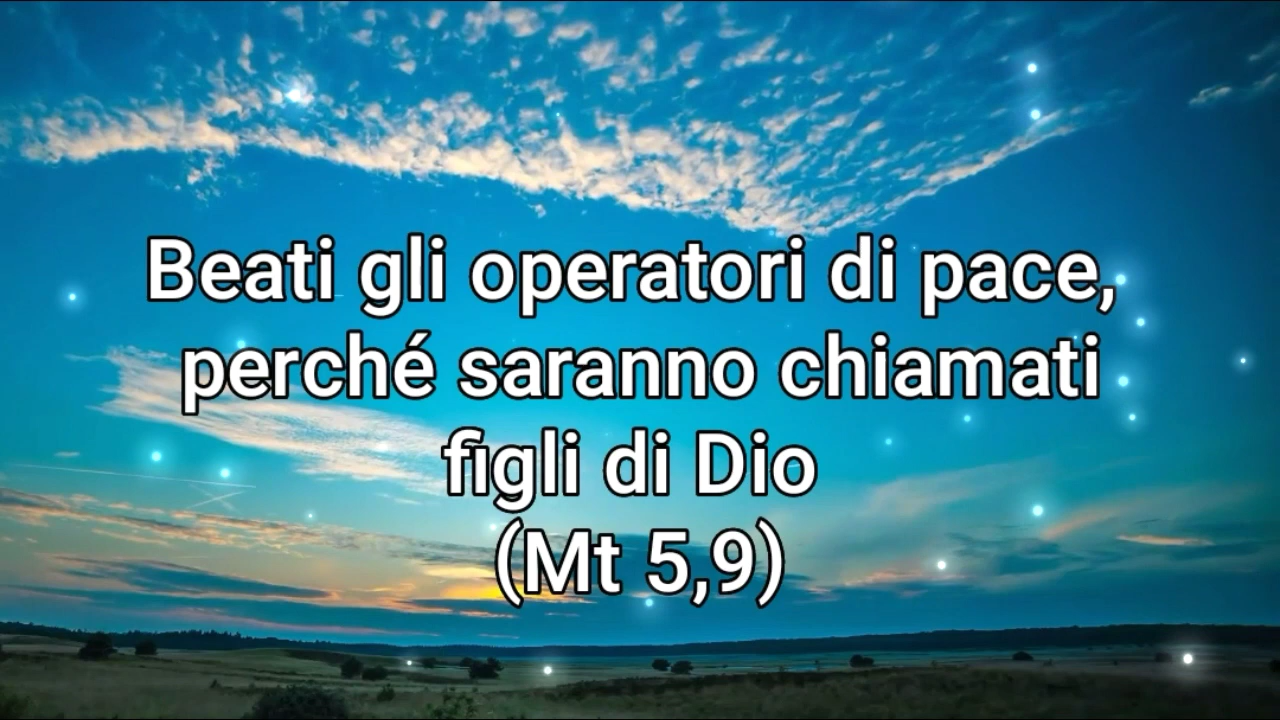 Beati gli operatori di pace,
perché saranno chiamati
figli di Dio
(Mt 5,9)